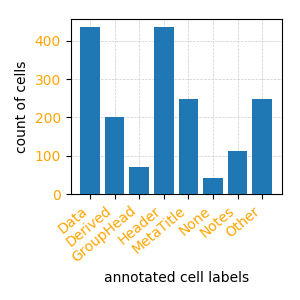 count of cells
400
300
200
100
0
Data
Derived
GroupHead
Header
MetaTitle
None
Notes
Other
annotated cell labels